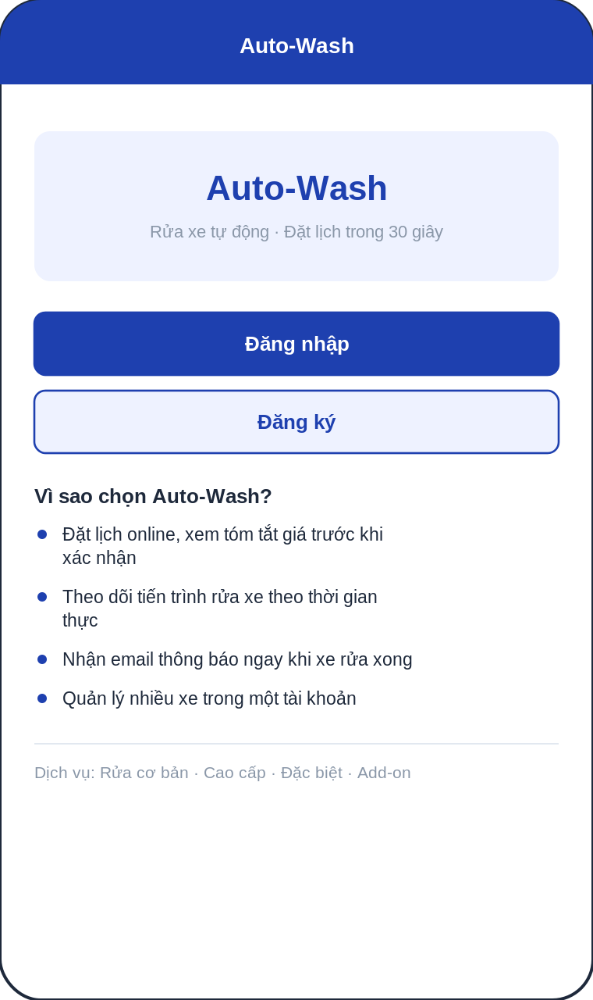 Auto-Wash
Auto-Wash
Rửa xe tự động · Đặt lịch trong 30 giây
Đăng nhập
Đăng ký
Vì sao chọn Auto-Wash?
Đặt lịch online, xem tóm tắt giá trước khi
xác nhận
Theo dõi tiến trình rửa xe theo thời gian
thực
Nhận email thông báo ngay khi xe rửa xong
Quản lý nhiều xe trong một tài khoản
Dịch vụ: Rửa cơ bản · Cao cấp · Đặc biệt · Add-on